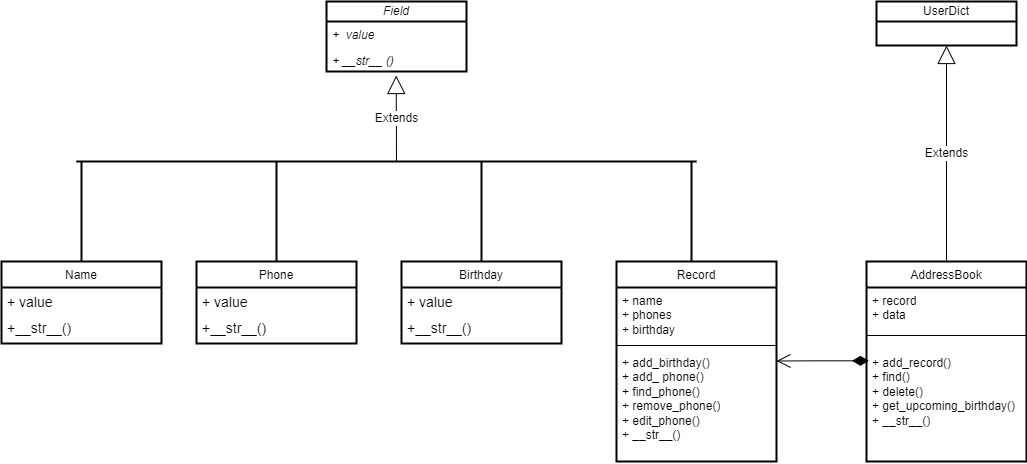 Field
+ value
+ __str__ ()
UserDict
Extends
Extends
Name
+ value
+__str__()
Phone
+ value
+__str__()
Birthday
+ value
+__str__()
Record
+ name
+ phones
+ birthday
+ add_birthday()
+ add_ phone()
+ find_phone()
+ remove_phone()
+ edit_phone()
+ __str__()
AddressBook
+ record
+ data
+ add_record()
+ find()
+ delete()
+ get_upcoming_birthday()
+ __str__()